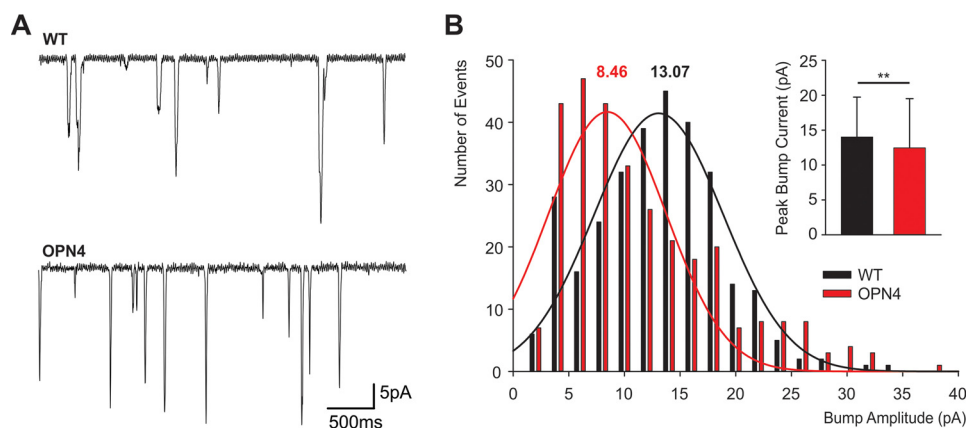 A
WT
OPN4
5pA
500ms
B
8.46
13.07
Number of Events
50
40
30
20
10
0
0 5 10 15 20 25 30 35 40
Bump Amplitude (pA)
**
Peak Bump Current (pA)
25
20
15
10
5
0
WT
OPN4